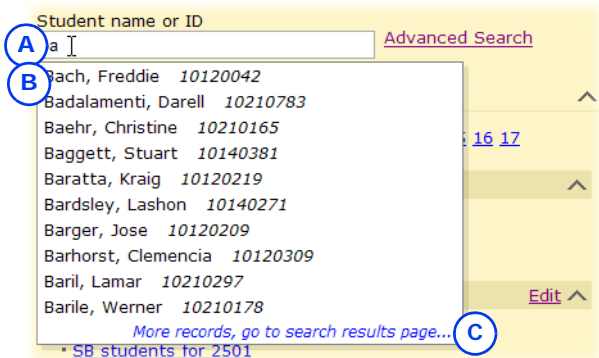 Student name or ID
A a Advanced Search
B Bach, Freddie 10120042
Badalamenti, Darell 10210783
Baehr, Christine 10210165
Baggett, Stuart 10140381 16 17
Baratta, Kraig 10120219
Bardsley, Lashon 10140271
Barger, Jose 10120209
Barhorst, Clemencia 10120309
Baril, Lamar 10210297
Barile, Werner 10210178 Edit
More records, go to search results page... C
SB students for 2501